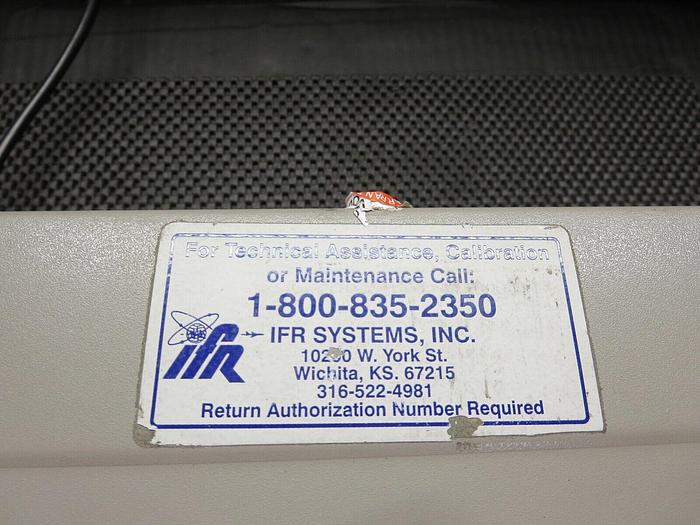 For Technical Assistance, Calibration
or Maintenance Call:
1-800-835-2350
IFR
IFR SYSTEMS, INC.
W. York St.
Wichita, KS. 67215
316-522-4981
Return Authorization Number Required